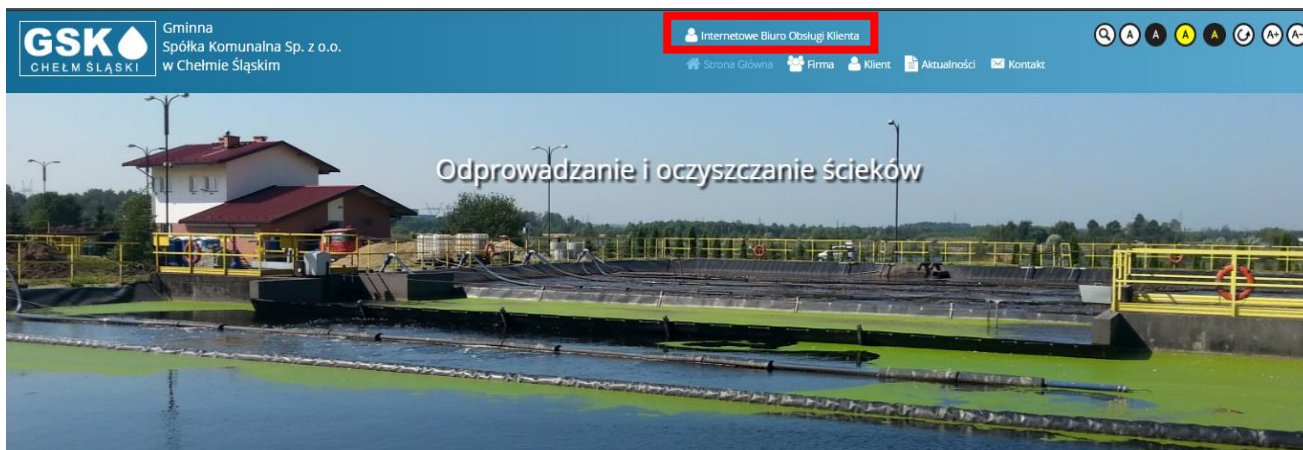 GSK
CHEŁM ŚLĄSKI
Gminna
Spółka Komunalna Sp. z o.o.
w Chełmie Śląskim
Internetowe Biuro Obsługi Klienta
Strona Główna Firma Klient Aktualności Kontakt
A A A A A+ A-
Odprowadzanie i oczyszczanie ścieków